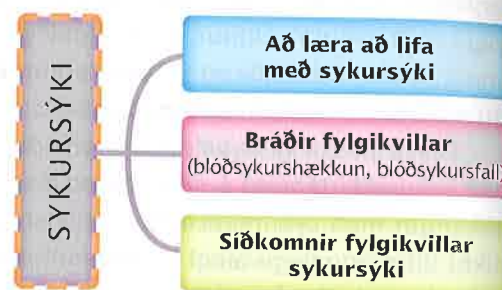 SYKURSÝKI
Að læra að lifa
með sykursýki
Bráðir fylgikvillar
(blóðsykurshækkun, blóðsykursfall)
Síðkomnir fylgikvillar
sykursýki